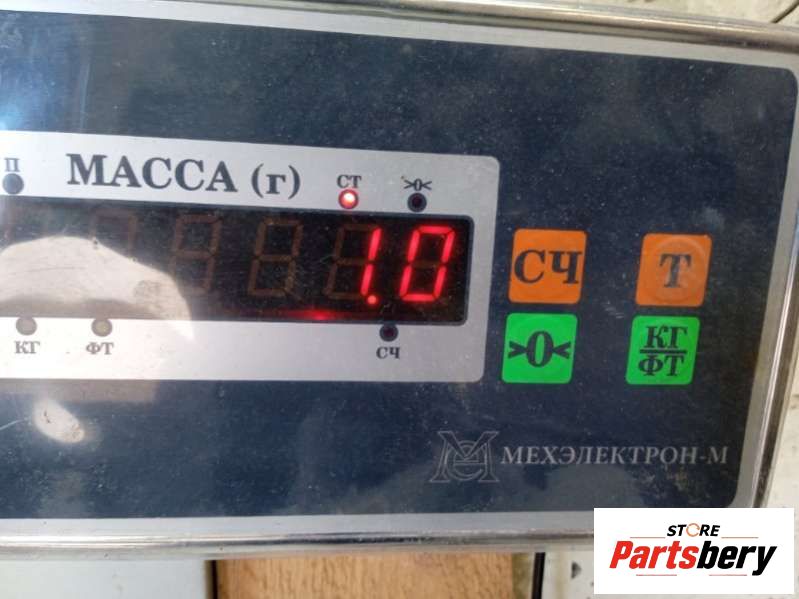 П
МАССА (г)
СТ
>0<
1.0
КГ
ФТ
СЧ
СЧ
Т
>0<
КГ
ФТ
МЕХЭЛЕКТРОН-М
STORE
Partsbery